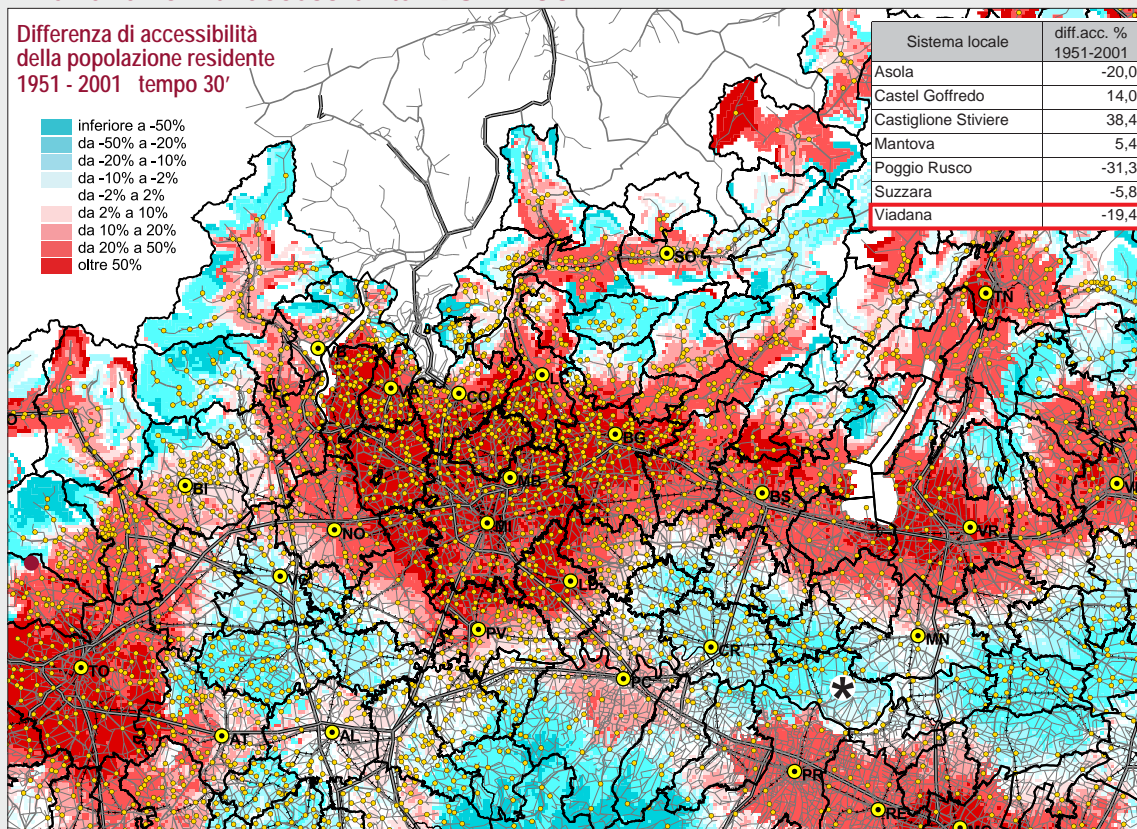 Differenza di accessibilità
della popolazione residente
1951 - 2001 tempo 30'
inferiore a -50%
da -50% a -20%
da -20% a -10%
da -10% a -2%
da -2% a 2%
da 2% a 10%
da 10% a 20%
da 20% a 50%
oltre 50%
Sistema locale diff.acc. % 1951-2001
Asola -20,0
Castel Goffredo 14,0
Castiglione Stiviere 38,4
Mantova 5,4
Poggio Rusco -31,3
Suzzara -5,8
Viadana -19,4
SO
TN
VB
CO
BG
BI
MB
BS
NO
MI
VR
PV
MN
CR
TO
PC
*
AT
AL
PR
RE